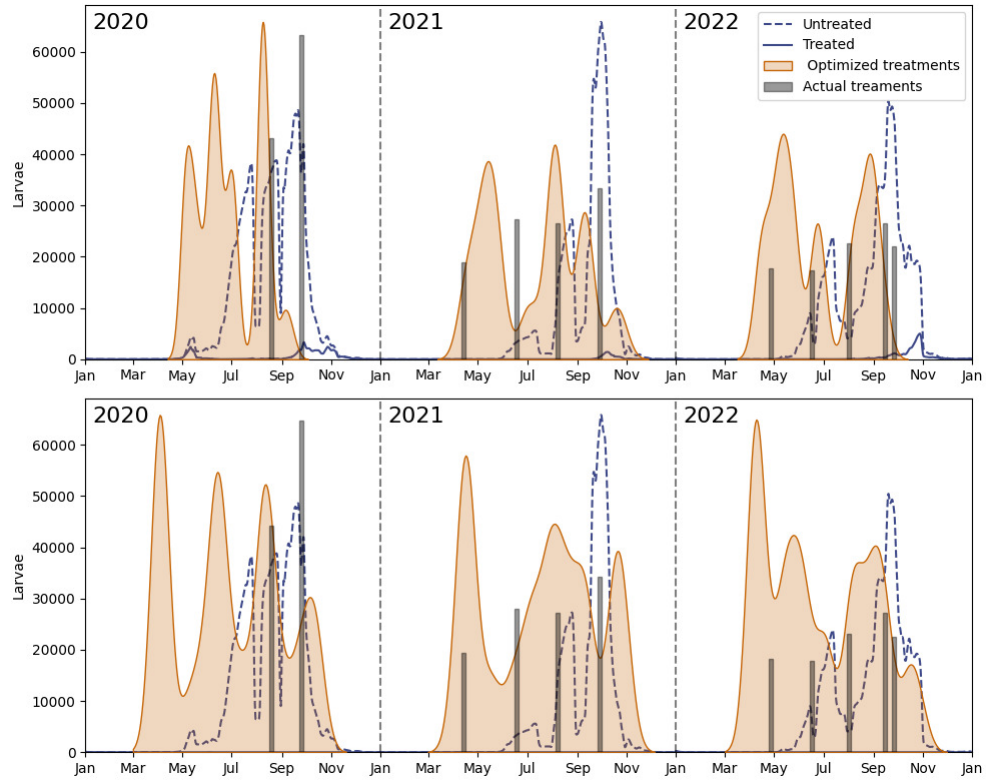 2020
2021
2022
Untreated
Treated
Optimized treatments
Actual treaments
Larvae
60000
50000
40000
30000
20000
10000
0
Jan Mar May Jul Sep Nov Jan Mar May Jul Sep Nov Jan Mar May Jul Sep Nov Jan
2020
2021
2022
Larvae
60000
50000
40000
30000
20000
10000
0
Jan Mar May Jul Sep Nov Jan Mar May Jul Sep Nov Jan Mar May Jul Sep Nov Jan